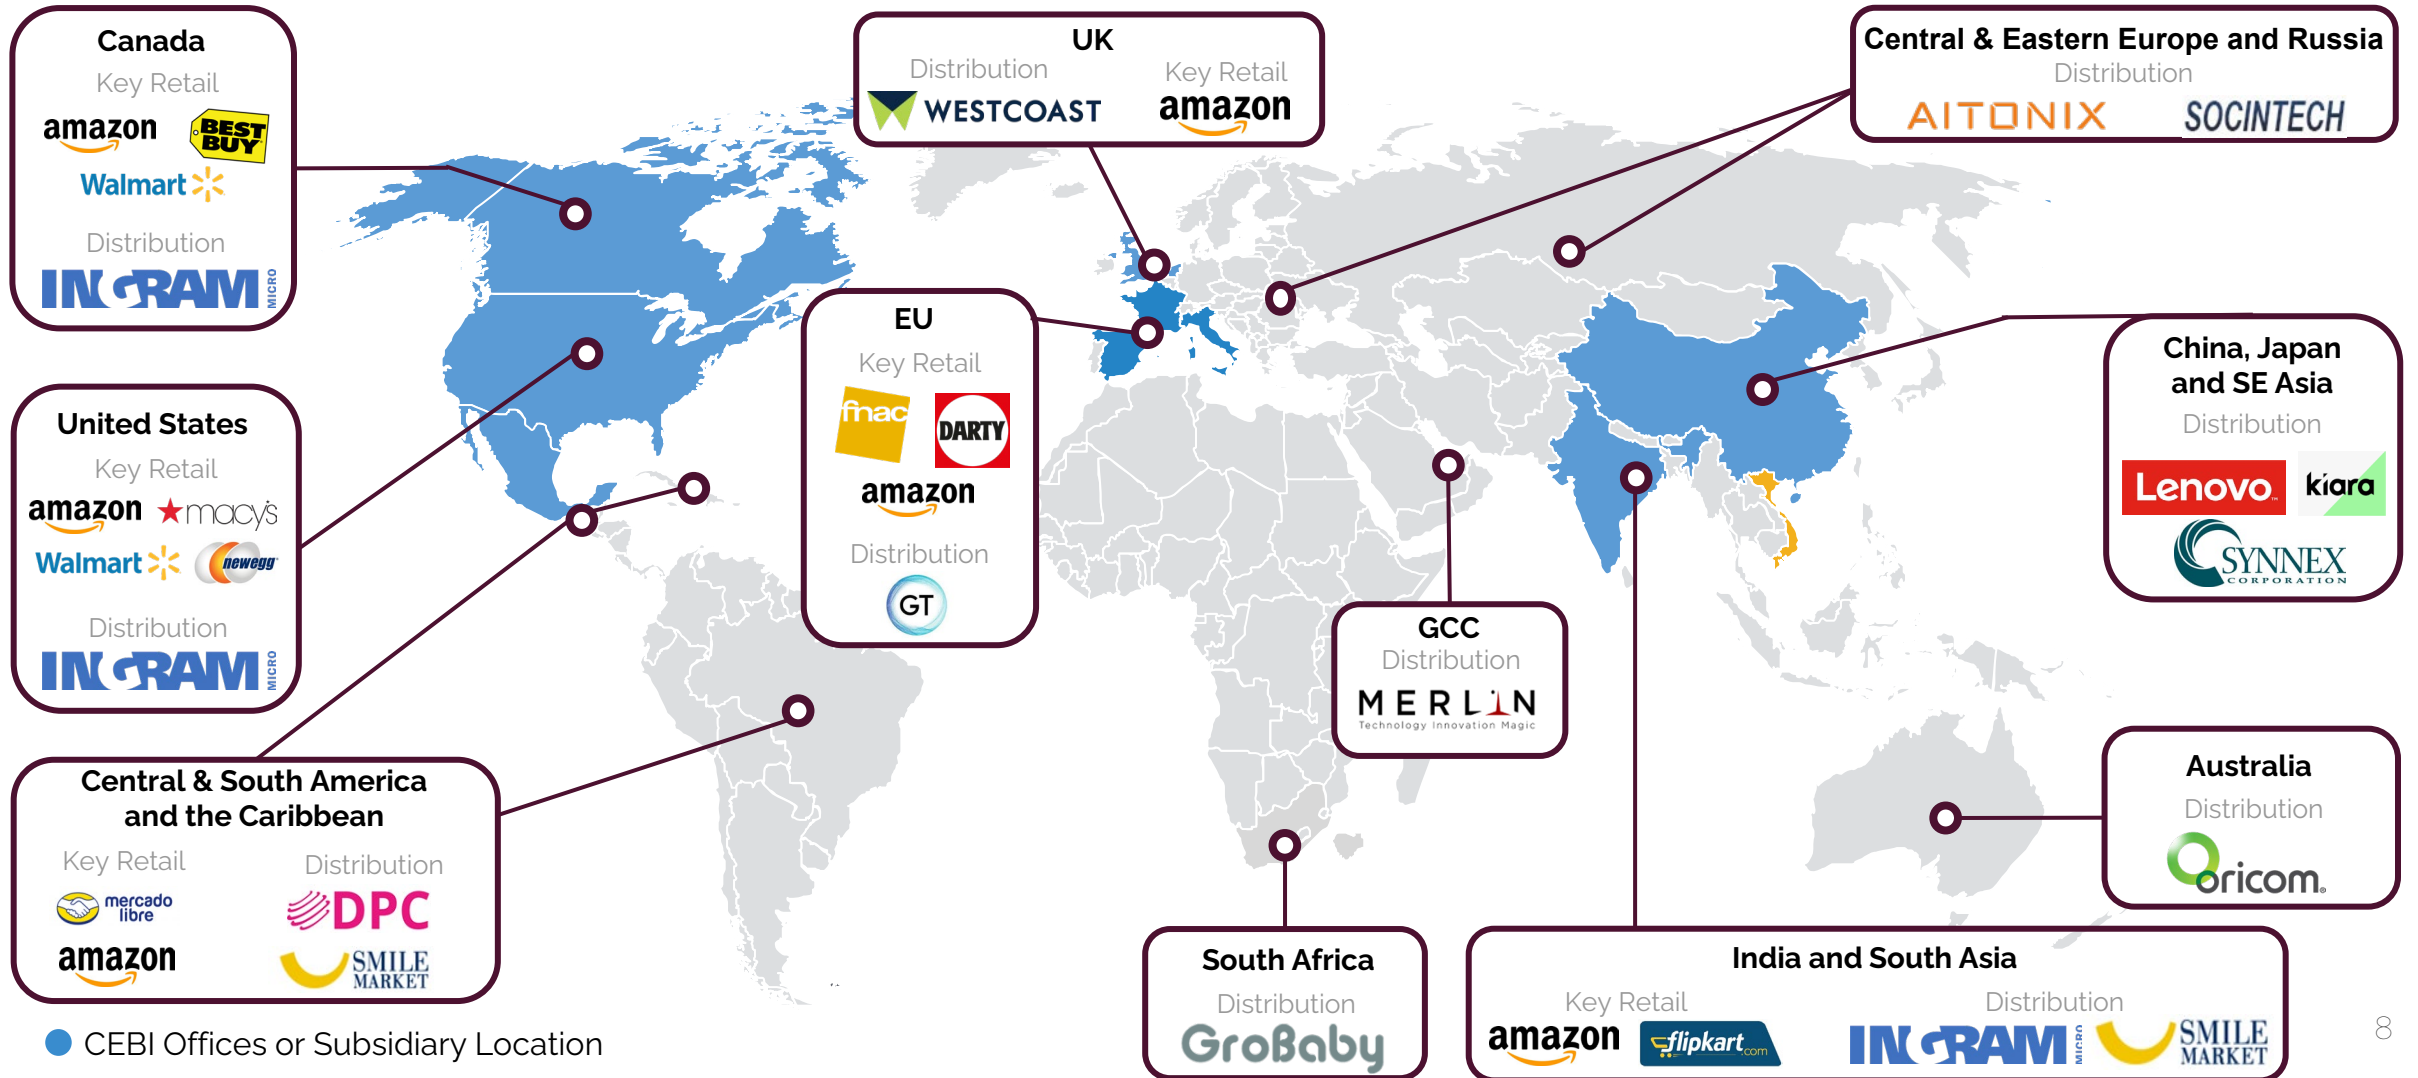 Canada
Key Retail
amazon
BEST BUY
Walmart
Distribution
INGRAM MICRO
UK
Distribution
Key Retail
WESTCOAST
amazon
Central & Eastern Europe and Russia
Distribution
AITONIX
SOCINTECH
United States
Key Retail
amazon
macy's
Walmart
newegg
Distribution
INGRAM MICRO
EU
Key Retail
fnac
DARTY
amazon
Distribution
GT
China, Japan
and SE Asia
Distribution
Lenovo
kiara
SYNNEX
CORPORATION
GCC
Distribution
MERLIN
Technology Innovation Magic
Central & South America
and the Caribbean
Key Retail
Distribution
mercado
libre
DPC
amazon
SMILE
MARKET
Australia
Distribution
Oricom
South Africa
Distribution
GroBaby
India and South Asia
Key Retail
Distribution
amazon
flipkart.com
INGRAM MICRO
SMILE
MARKET
CEBI Offices or Subsidiary Location
8